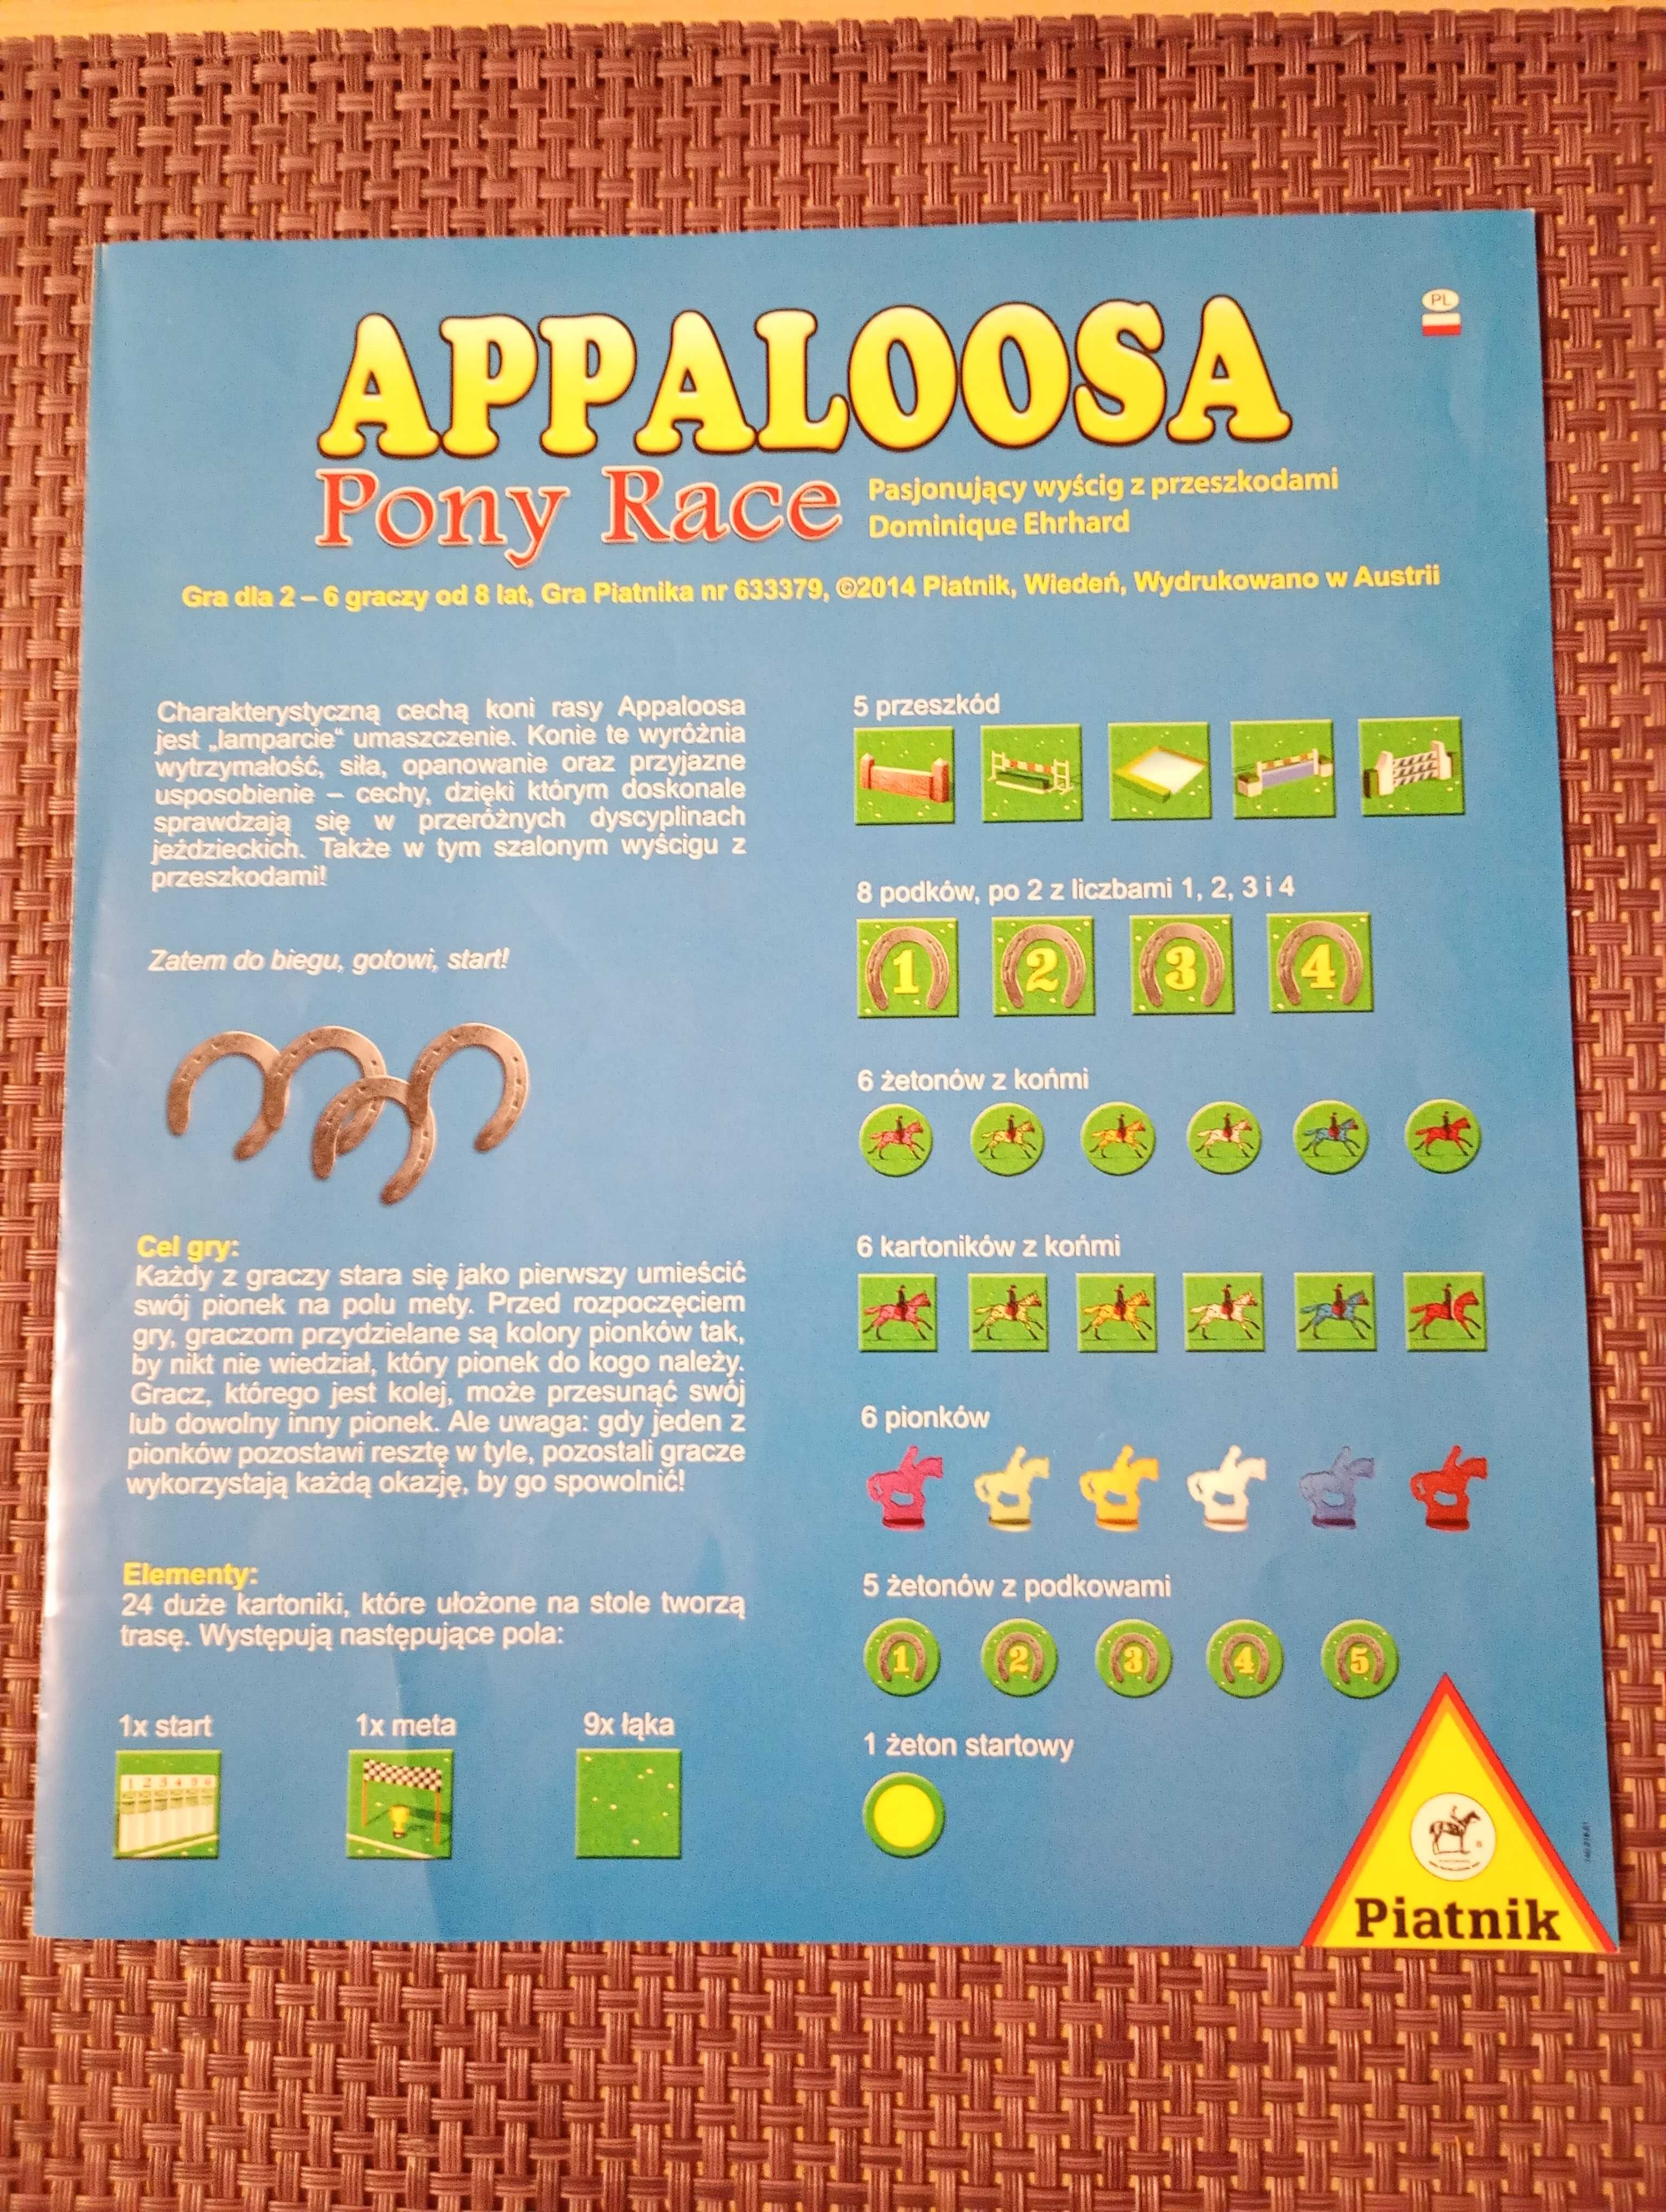 PL
APPALOOSA
Pony Race
Pasjonujący wyścig z przeszkodami
Dominique Ehrhard
Gra dla 2 – 6 graczy od 8 lat, Gra Piatnika nr 633379, ©2014 Piatnik, Wiedeń, Wydrukowano w Austrii
Charakterystyczną cechą koni rasy Appaloosa
jest „lamparcie“ umaszczenie. Konie te wyróżnia
wytrzymałość, siła, opanowanie oraz przyjazne
usposobienie – cechy, dzięki którym doskonale
sprawdzają się w przeróżnych dyscyplinach
jeździeckich. Także w tym szalonym wyścigu z
przeszkodami!
Zatem do biegu, gotowi, start!
Cel gry:
Każdy z graczy stara się jako pierwszy umieścić
swój pionek na polu mety. Przed rozpoczęciem
gry, graczom przydzielane są kolory pionków tak,
by nikt nie wiedział, który pionek do kogo należy.
Gracz, którego jest kolej, może przesunąć swój
lub dowolny inny pionek. Ale uwaga: gdy jeden z
pionków pozostawi resztę w tyle, pozostali gracze
wykorzystają każdą okazję, by go spowolnić!
Elementy:
24 duże kartoniki, które ułożone na stole tworzą
trasę. Występują następujące pola:
1x start
1x meta
9x łąka
1 2 3 4 5 6
5 przeszkód
8 podków, po 2 z liczbami 1, 2, 3 i 4
1 2 3 4
6 żetonów z końmi
6 kartoników z końmi
6 pionków
5 żetonów z podkowami
1 2 3 4 5
1 żeton startowy
Piatnik